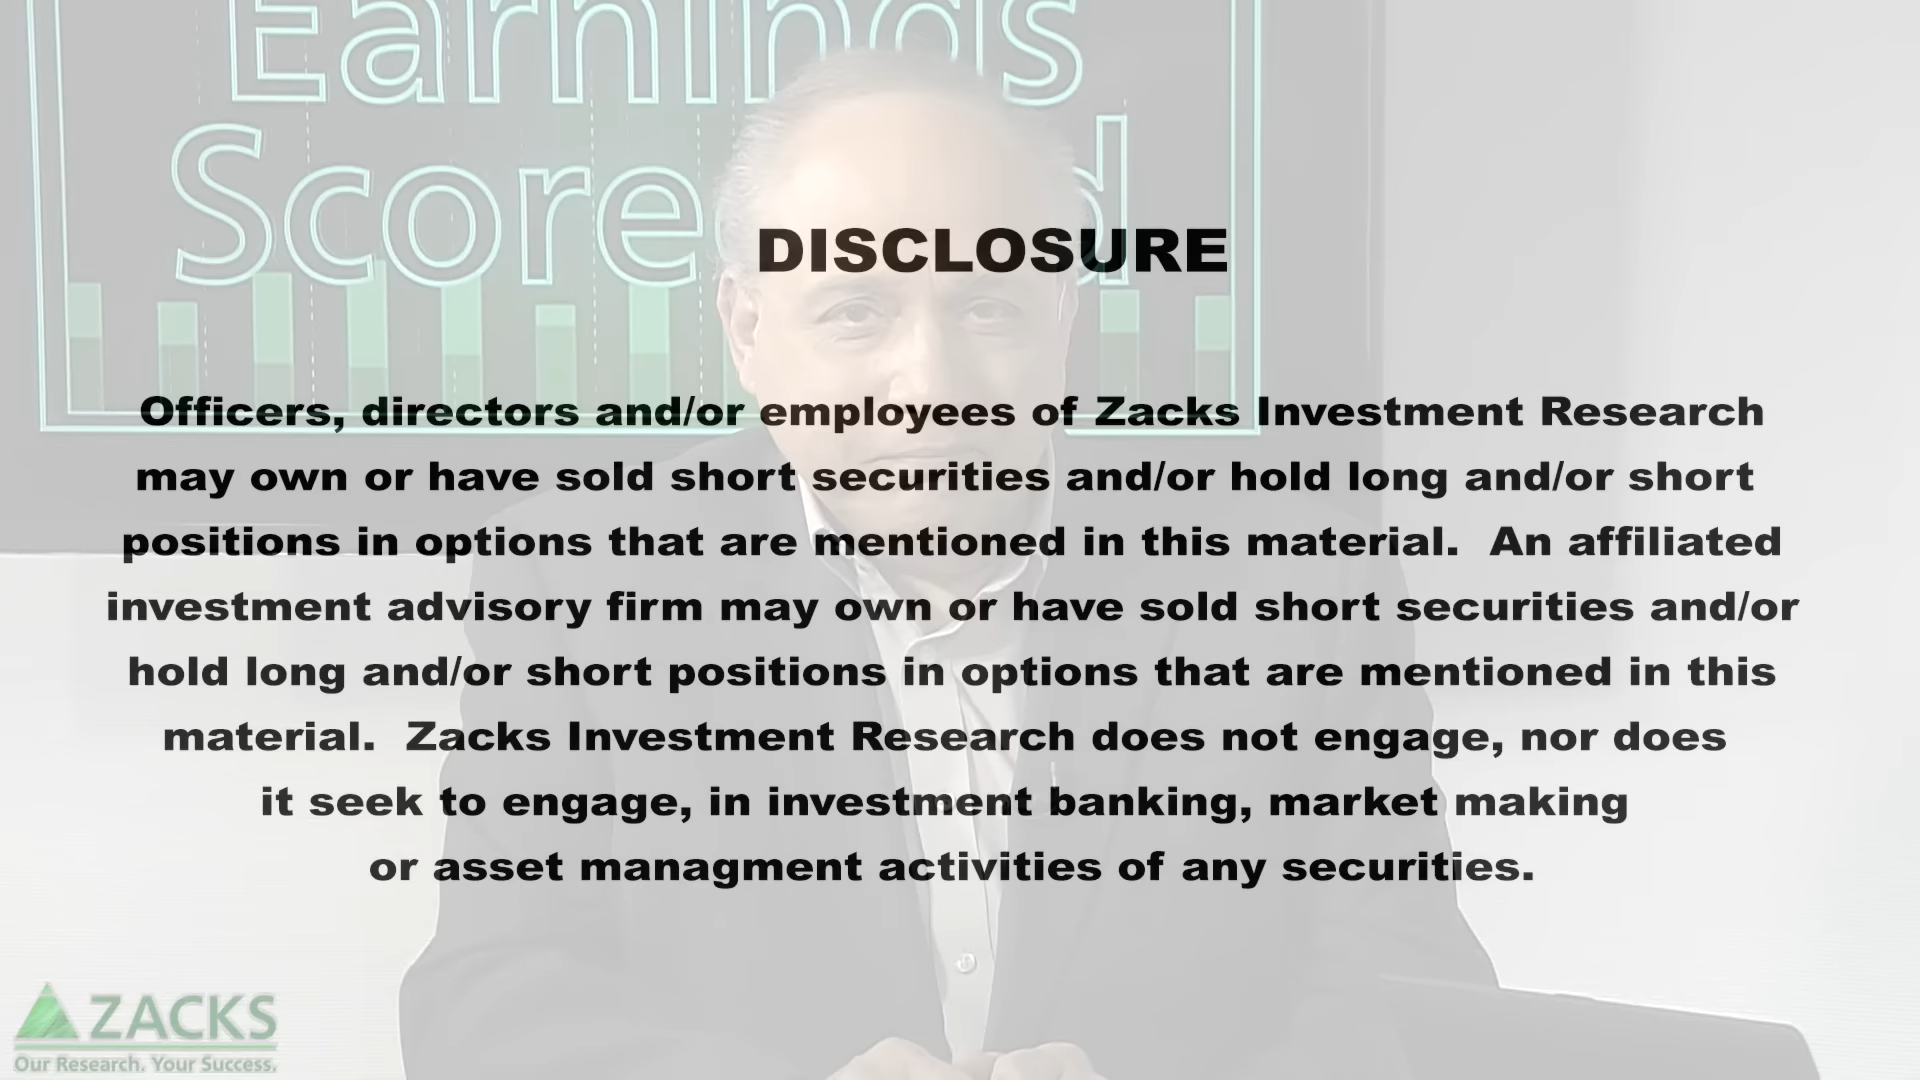 Earnings
Score d
DISCLOSURE
Officers, directors and/or employees of Zacks Investment Research
may own or have sold short securities and/or hold long and/or short
positions in options that are mentioned in this material.  An affiliated
investment advisory firm may own or have sold short securities and/or
hold long and/or short positions in options that are mentioned in this
material.  Zacks Investment Research does not engage, nor does
it seek to engage, in investment banking, market making
or asset managment activities of any securities.
ZACKS
Our Research. Your Success.